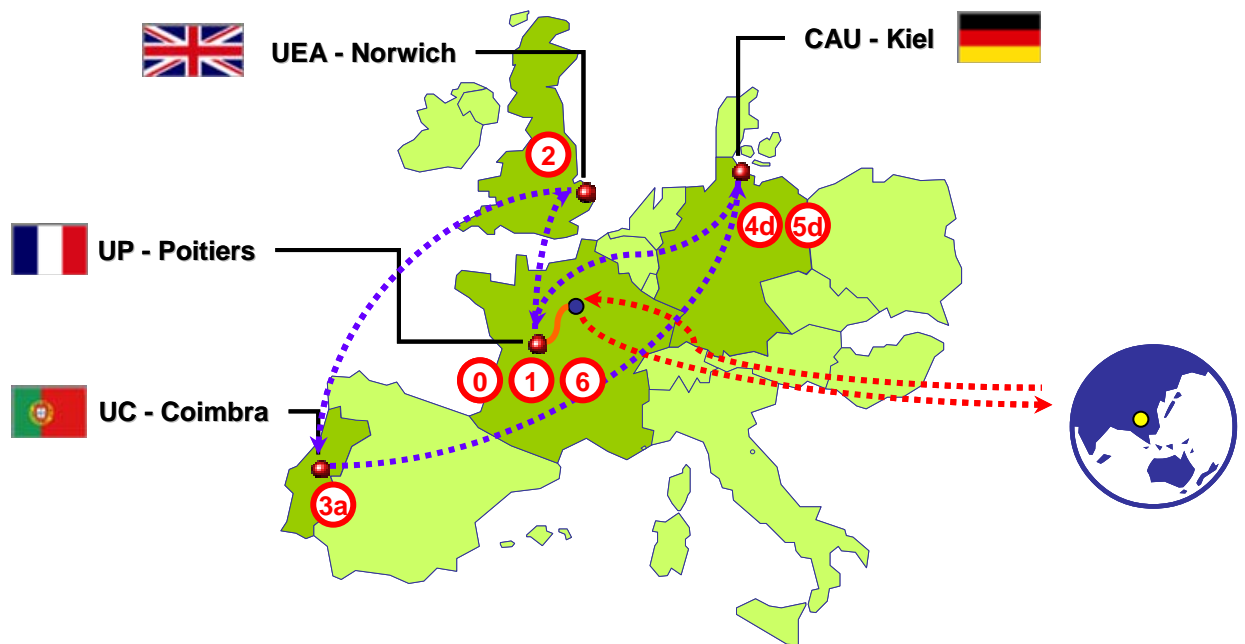 UEA - Norwich
CAU - Kiel
2
4d 5d
UP - Poitiers
0 1 6
UC - Coimbra
3a